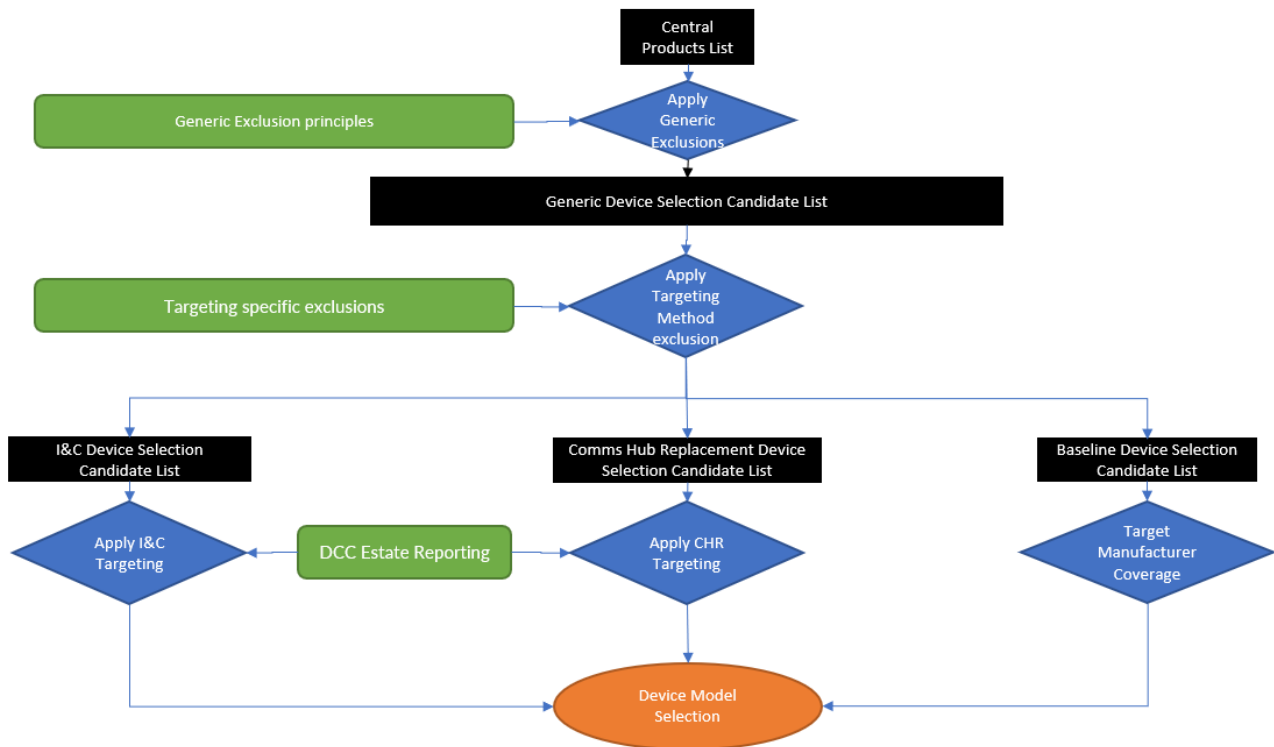 Central
Products List
Generic Exclusion principles
Apply
Generic
Exclusions
Generic Device Selection Candidate List
Targeting specific exclusions
Apply
Targeting
Method
exclusion
I&C Device Selection
Candidate List
Comms Hub Replacement Device
Selection Candidate List
Baseline Device Selection
Candidate List
Apply I&C
Targeting
DCC Estate Reporting
Apply CHR
Targeting
Target
Manufacturer
Coverage
Device Model
Selection